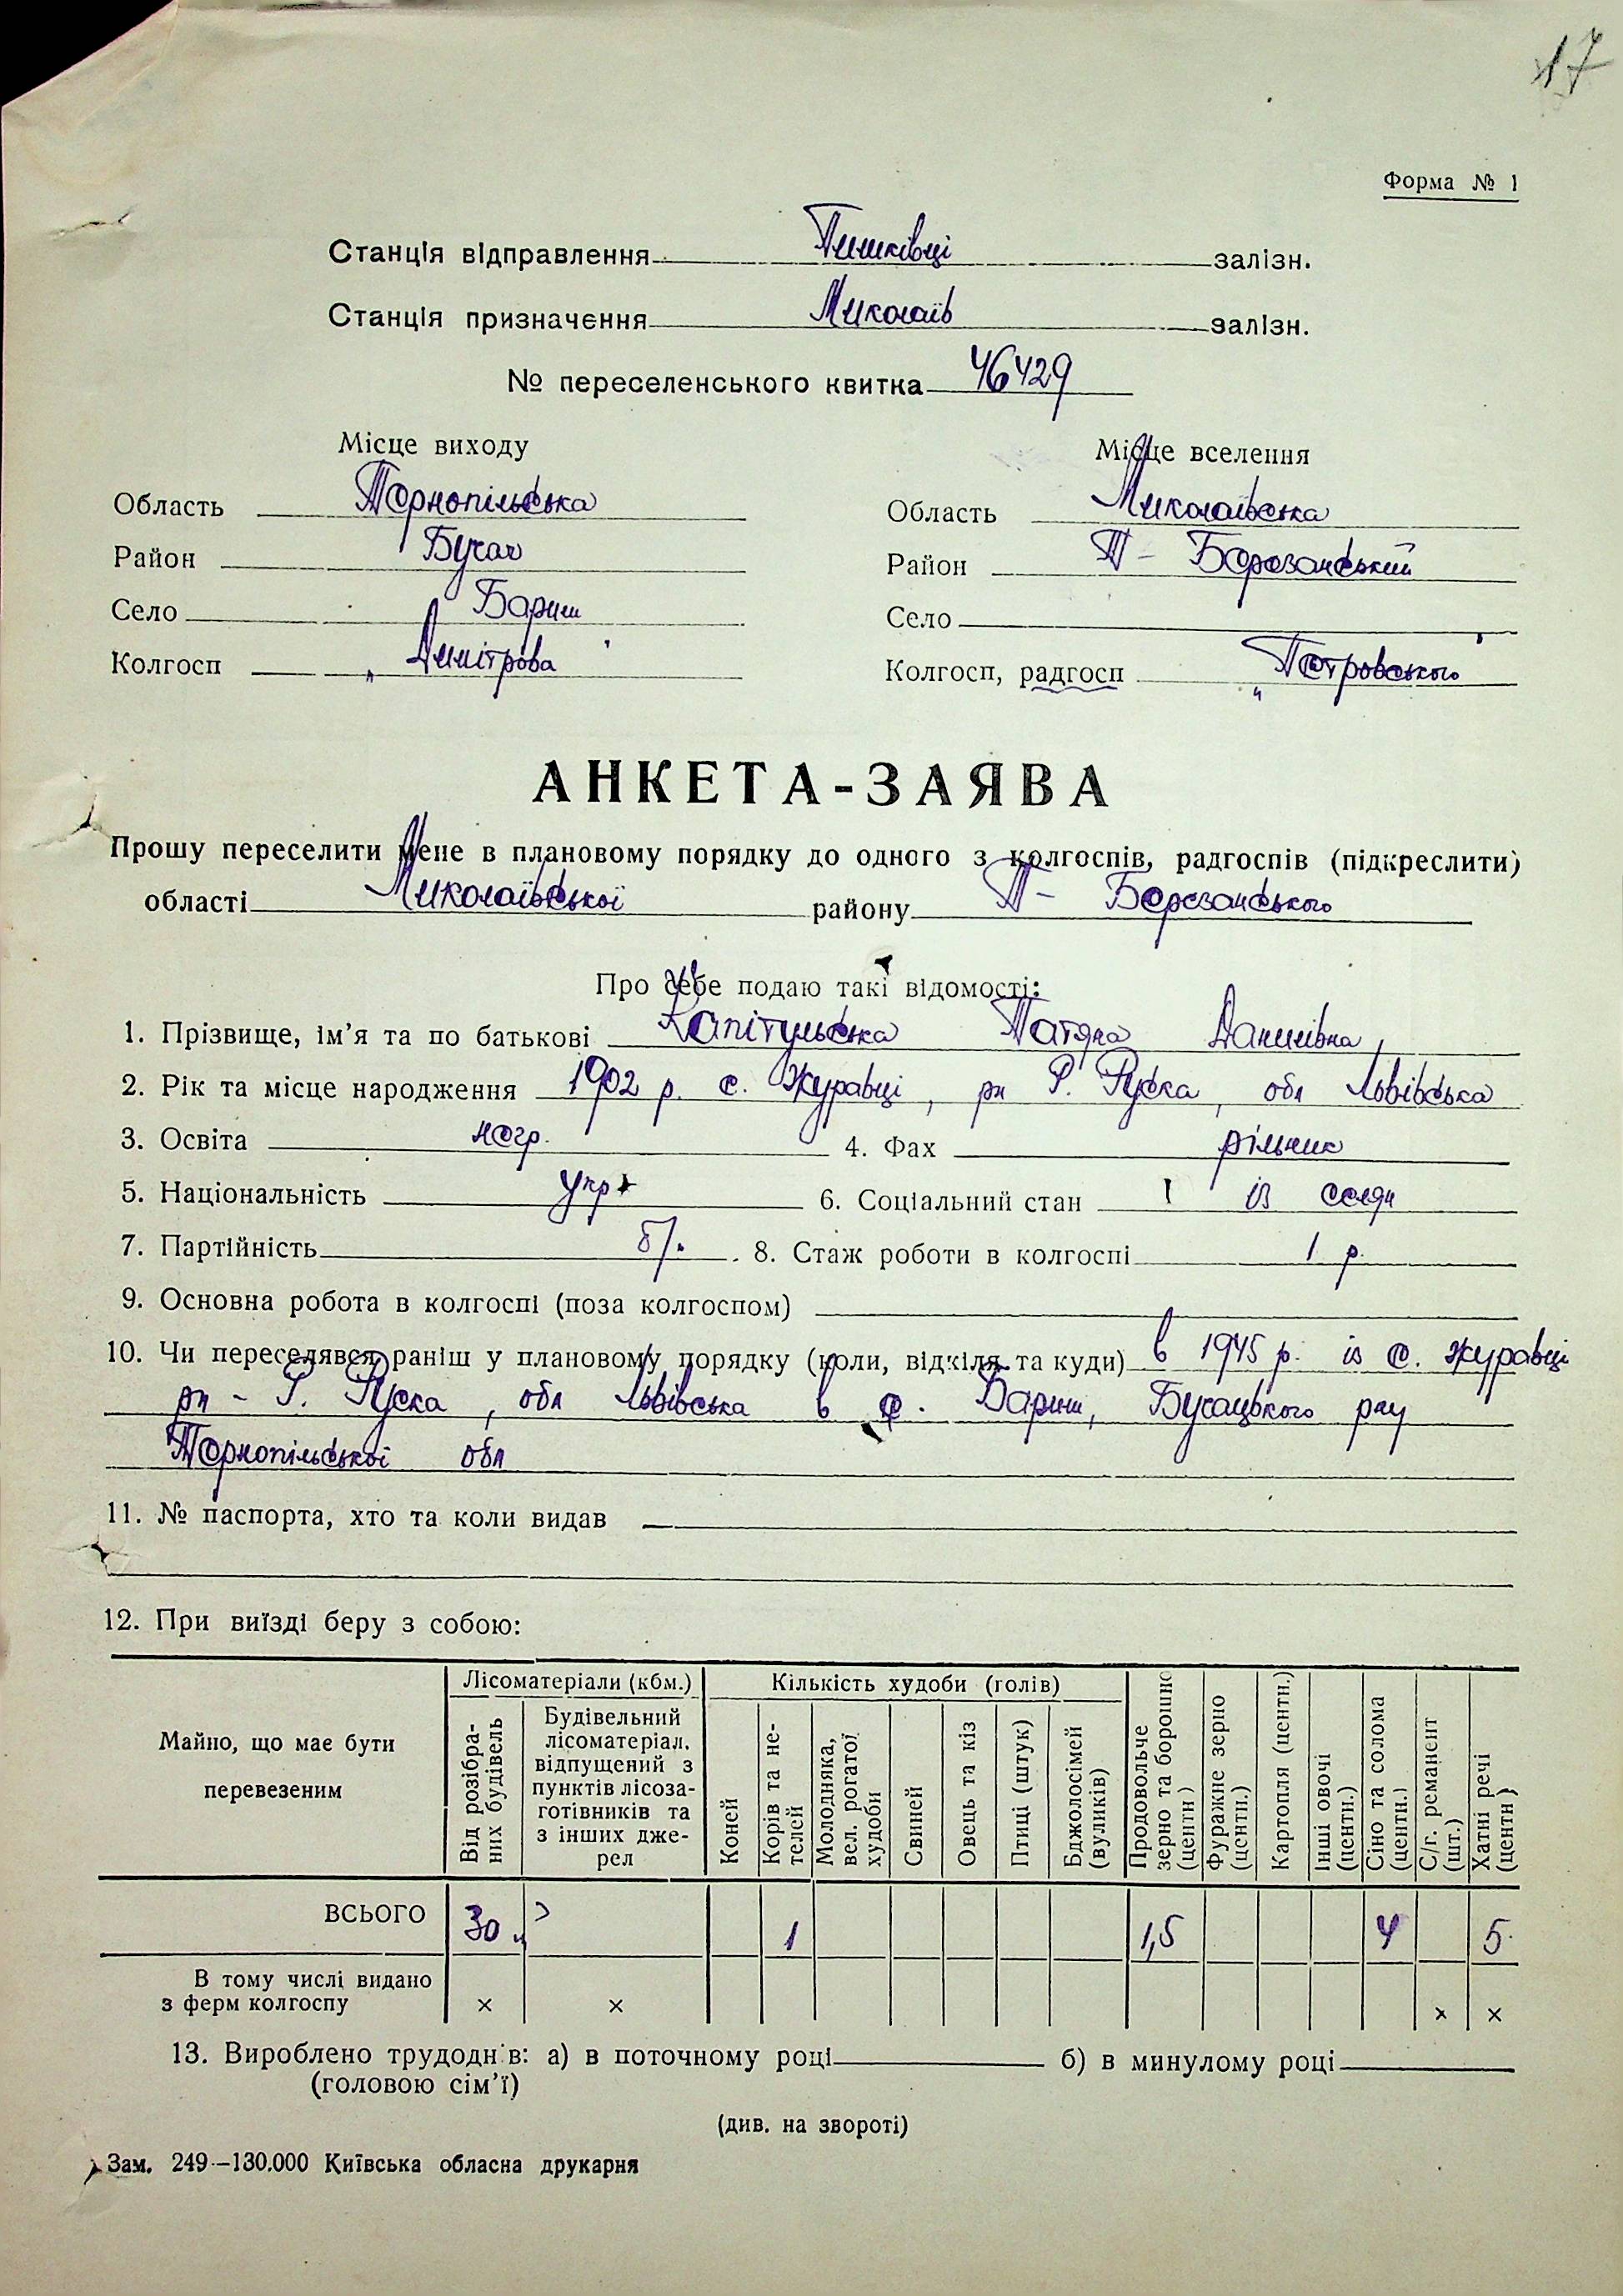 17
Форма № 1
Станція відправлення Пишківці залізн.
Станція призначення Миколаїв залізн.
№ переселенського квитка 46429
Місце виходу Місце вселення
Область Тернопільська Область Миколаївська
Район Бучач Район Т- Березанський
Село Бариш Село
Колгосп „ Димітрова ' Колгосп, радгосп „ Петровського '
АНКЕТА-ЗАЯВА
Прошу переселити мене в плановому порядку до одного з колгоспів, радгоспів (підкреслити)
області Миколаївської району Т- Березанського
Про себе подаю такі відомості:
1. Прізвище, ім’я та по батькові Капітульська Татяна Данилівна,
2. Рік та місце народження 1902 р. с. Журавці, рн Р. Руська, обл Львівська
3. Освіта негр. 4. Фах рільник
5. Національність укр 6. Соціальний стан із селян
7. Партійність б/п. 8. Стаж роботи в колгоспі 1 р.
9. Основна робота в колгоспі (поза колгоспом)
10. Чи переселявся раніш у плановому порядку (коли, відкіля та куди) в 1945 р. із с. Журавці
рн - Р. Руска, обл Львівська в с. Бариш, Бучацького рну
Тернопільської обл
11. № паспорта, хто та коли видав
12. При виїзді беру з собою:
Майно, що має бути перевезеним
Лісоматеріали (кбм.)
Кількість худоби (голів)
Від розібраних будівель
Будівельний лісоматеріал, відпущений з пунктів лісозаготівників та з інших джерел
Коней
Корів та нетелей
Молодняка, вел. рогатої худоби
Свиней
Овець та кіз
Птиці (штук)
Бджолосімей (вуликів)
Продовольче зерно та борошно (центн)
Фуражне зерно (центн.)
Картопля (центн.)
Інші овочі (центн.)
Сіно та солома (центн.)
С/г. реманент (шт.)
Хатні речі (центн)
ВСЬОГО 30 1 1,5 4 5
В тому числі видано
з ферм колгоспу × × × ×
13. Вироблено трудоднів: а) в поточному році б) в минулому році
(головою сім’ї)
(див. на звороті)
Зам. 249—130.000 Київська обласна друкарня